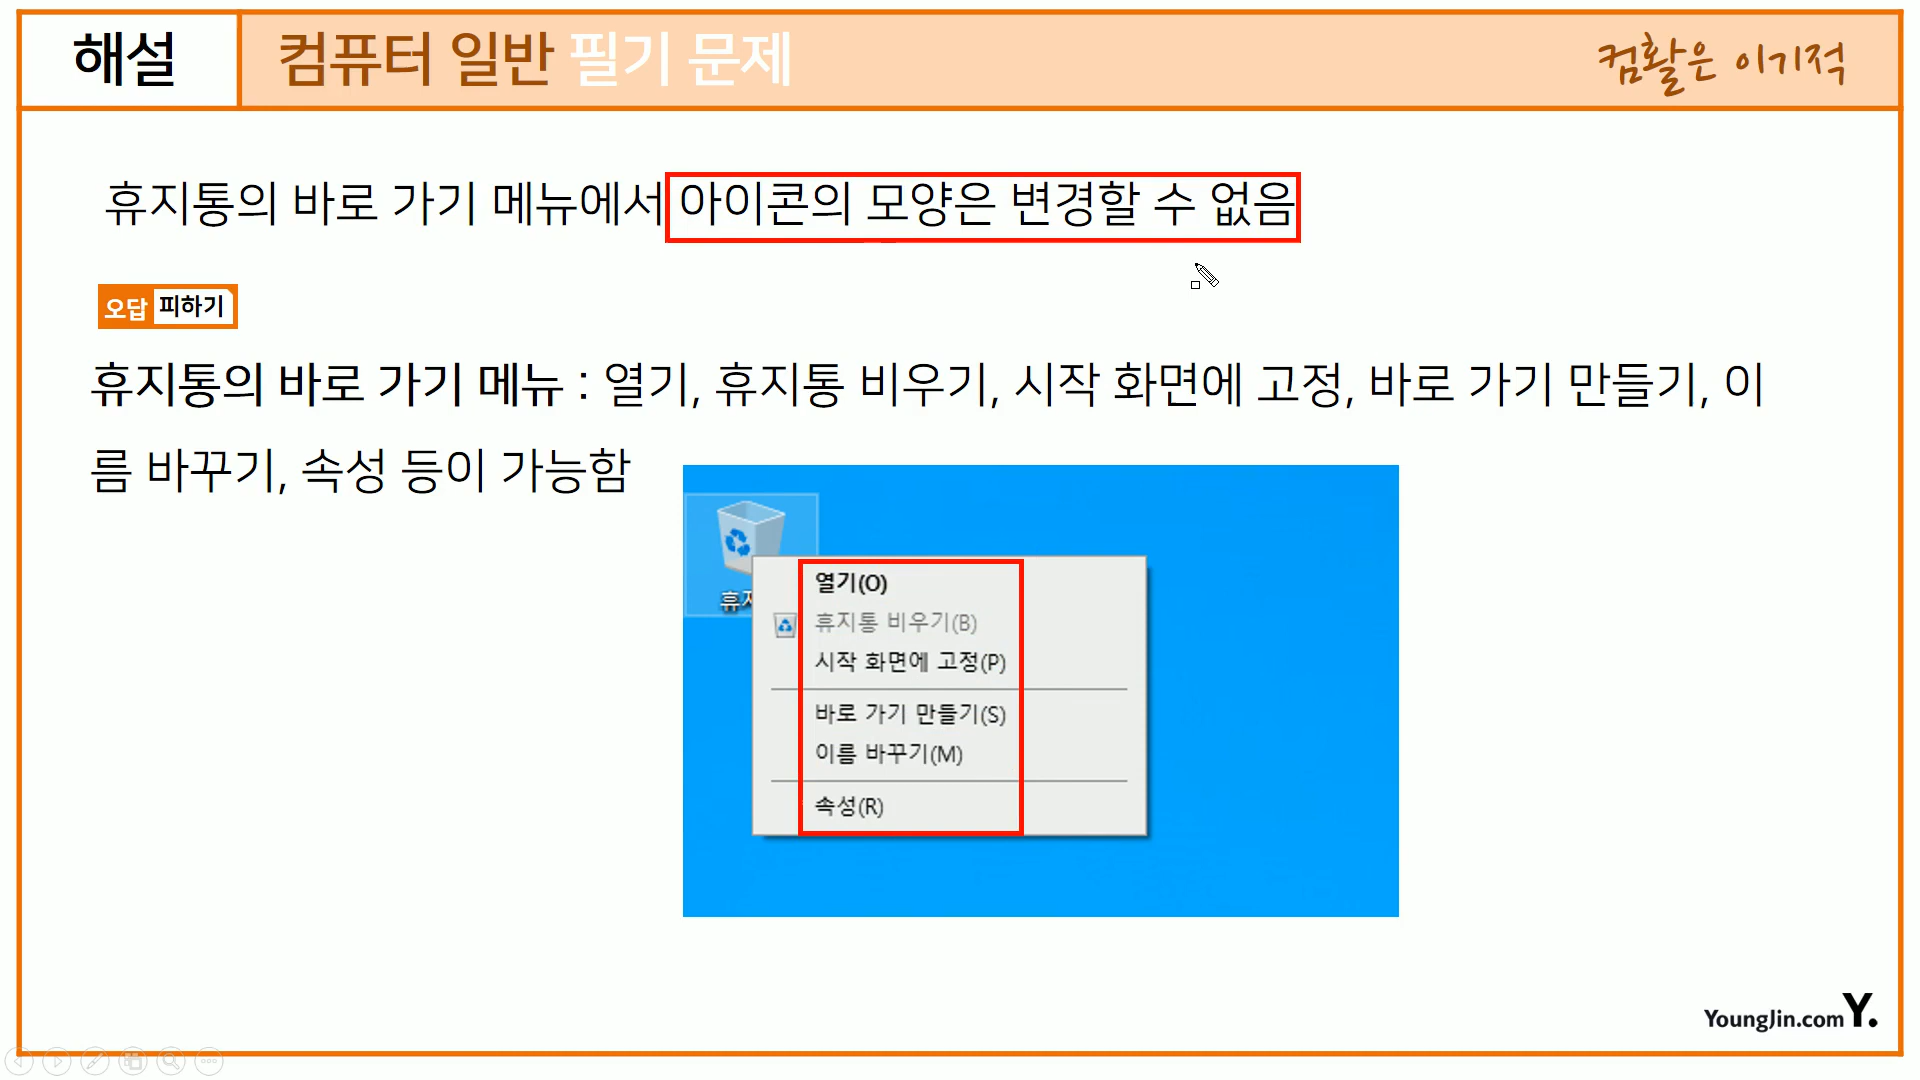 해설
컴퓨터 일반 필기 문제
컴활은 이기적
휴지통의 바로 가기 메뉴에서 아이콘의 모양은 변경할 수 없음
오답 피하기
휴지통의 바로 가기 메뉴 : 열기, 휴지통 비우기, 시작 화면에 고정, 바로 가기 만들기, 이
름 바꾸기, 속성 등이 가능함
열기(O)
휴지통 비우기(B)
시작 화면에 고정(P)
바로 가기 만들기(S)
이름 바꾸기(M)
속성(R)
YoungJin.com Y.